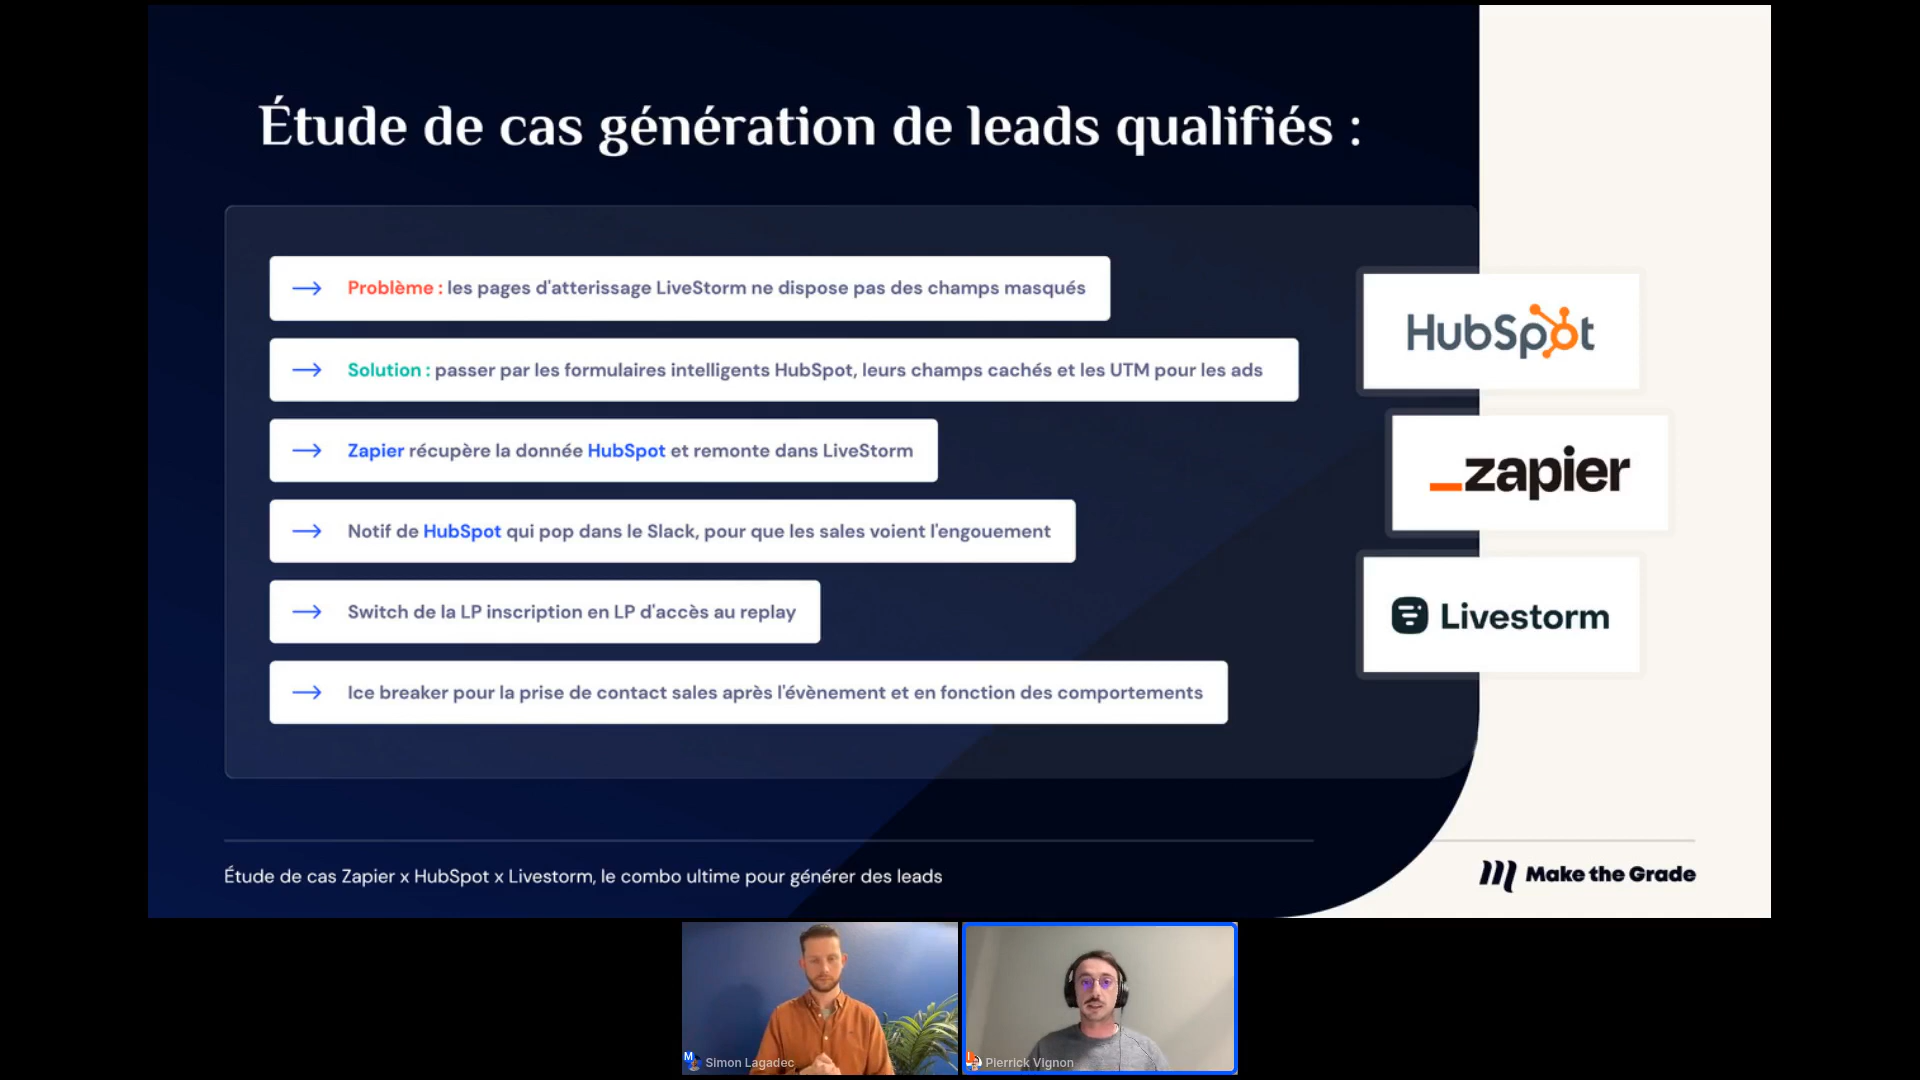 Étude de cas génération de leads qualifiés :
Problème : les pages d'atterissage LiveStorm ne dispose pas des champs masqués
Solution : passer par les formulaires intelligents HubSpot, leurs champs cachés et les UTM pour les ads
Zapier récupère la donnée HubSpot et remonte dans LiveStorm
Notif de HubSpot qui pop dans le Slack, pour que les sales voient l'engouement
Switch de la LP inscription en LP d'accès au replay
Ice breaker pour la prise de contact sales après l'évènement et en fonction des comportements
HubSpot
zapier
Livestorm
Étude de cas Zapier x HubSpot x Livestorm, le combo ultime pour générer des leads
Make the Grade
Simon Lagadec
Pierrick Vignon